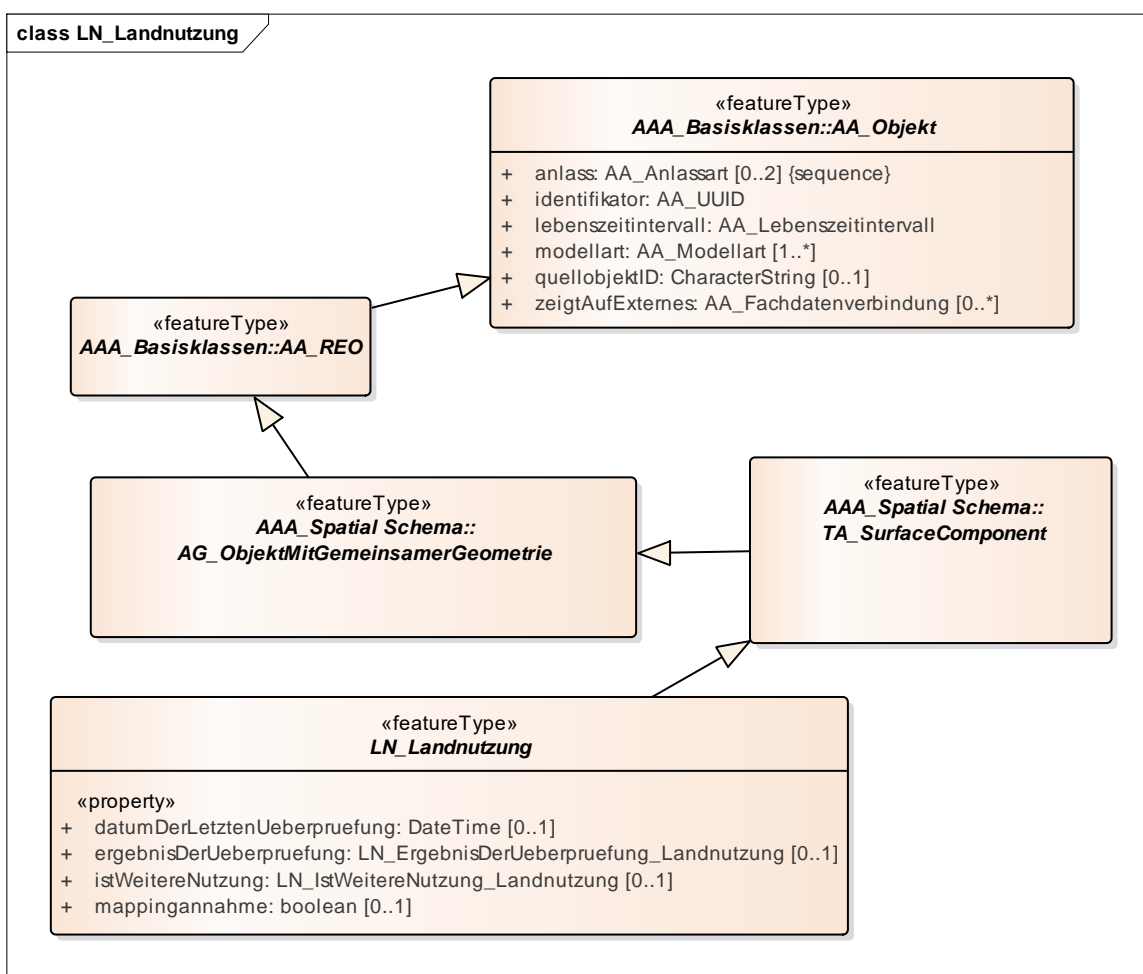 class LN_Landnutzung
«featureType»
AAA_Basisklassen::AA_Objekt
+ anlass: AA_Anlassart [0..2] {sequence}
+ identifikator: AA_UUID
+ lebenszeitintervall: AA_Lebenszeitintervall
+ modellart: AA_Modellart [1..*]
+ quellobjektID: CharacterString [0..1]
+ zeigtAufExternes: AA_Fachdatenverbindung [0..*]
«featureType»
AAA_Basisklassen::AA_REO
«featureType»
AAA_Spatial Schema::
AG_ObjektMitGemeinsamerGeometrie
«featureType»
AAA_Spatial Schema::
TA_SurfaceComponent
«featureType»
LN_Landnutzung
«property»
+ datumDerLetztenUeberpruefung: DateTime [0..1]
+ ergebnisDerUeberpruefung: LN_ErgebnisDerUeberpruefung_Landnutzung [0..1]
+ istWeitereNutzung: LN_IstWeitereNutzung_Landnutzung [0..1]
+ mappingannahme: boolean [0..1]